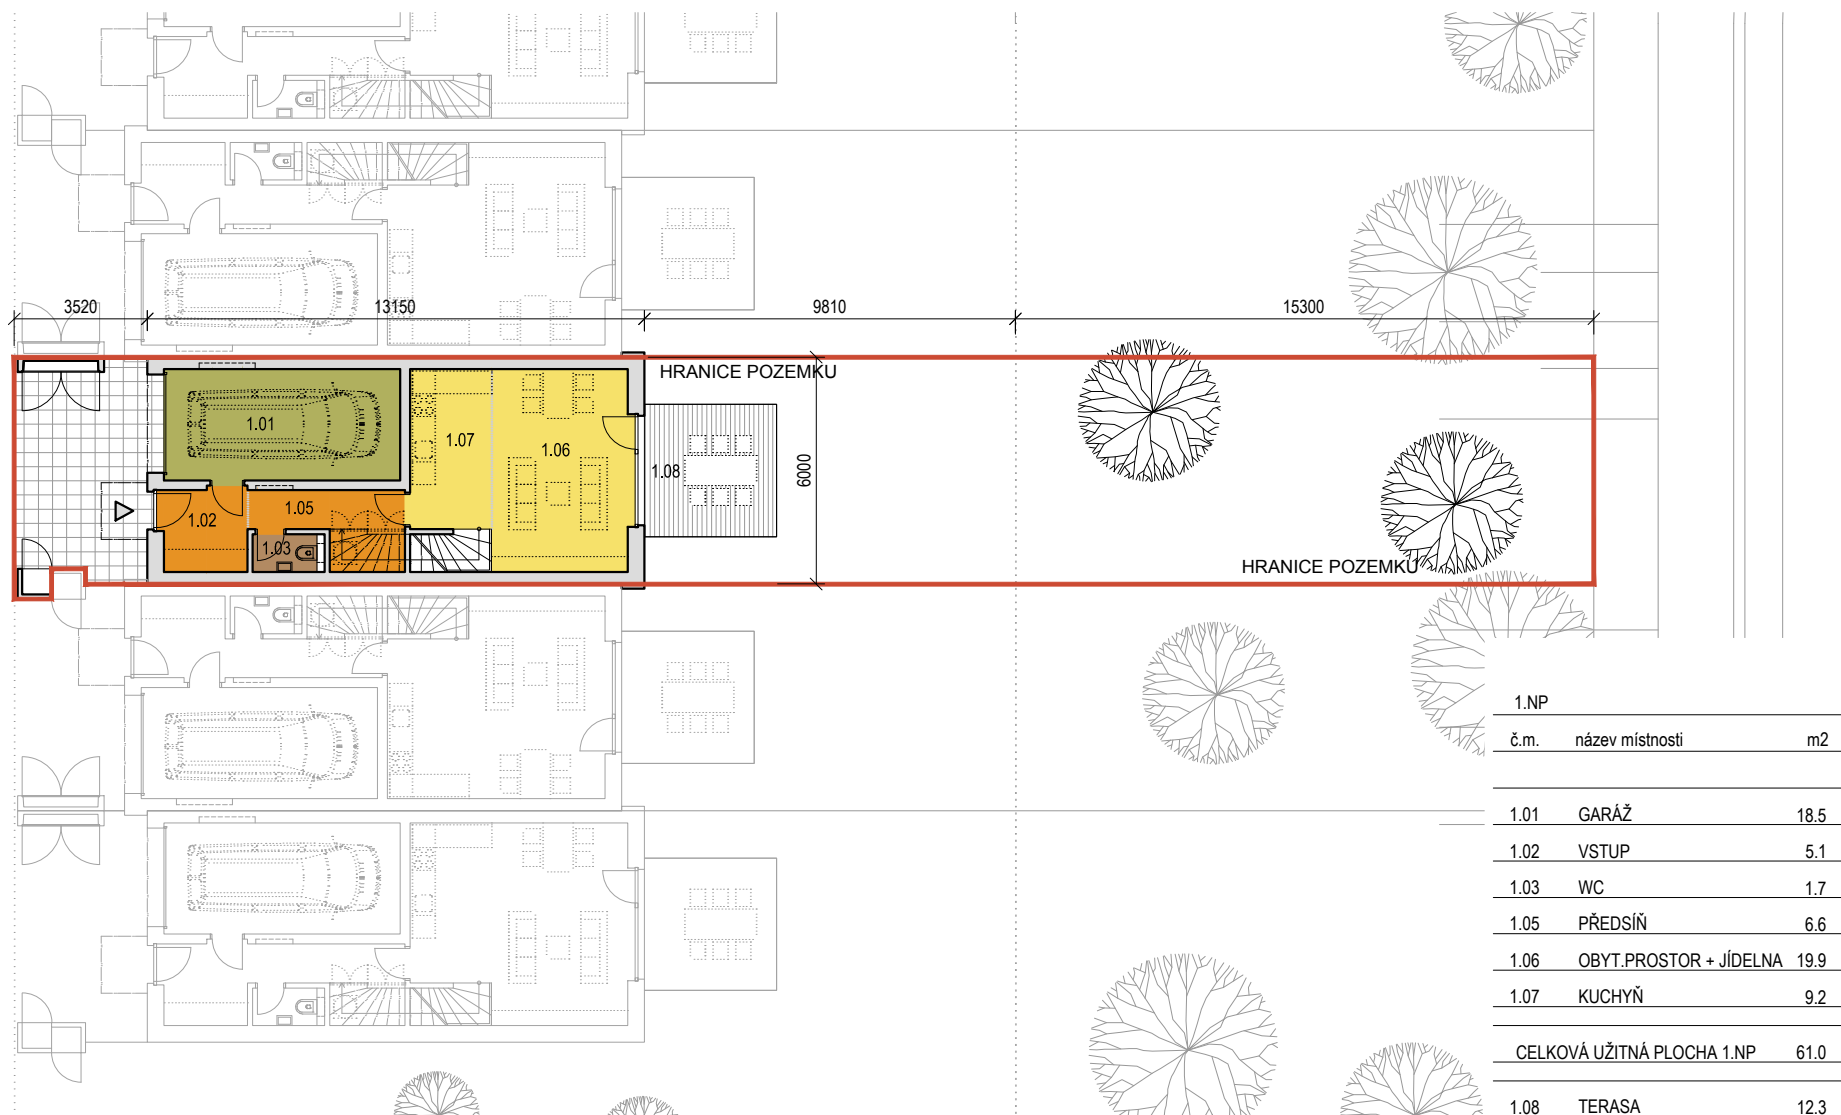 3520 13150 9810 15300
HRANICE POZEMKU
1.01
1.07
1.06
1.08
6000
1.02
1.05
1.03
HRANICE POZEMKU
1.NP
č.m. název místnosti m2
1.01 GARÁŽ 18.5
1.02 VSTUP 5.1
1.03 WC 1.7
1.05 PŘEDSÍŇ 6.6
1.06 OBYT.PROSTOR + JÍDELNA 19.9
1.07 KUCHYŇ 9.2
CELKOVÁ UŽITNÁ PLOCHA 1.NP 61.0
1.08 TERASA 12.3